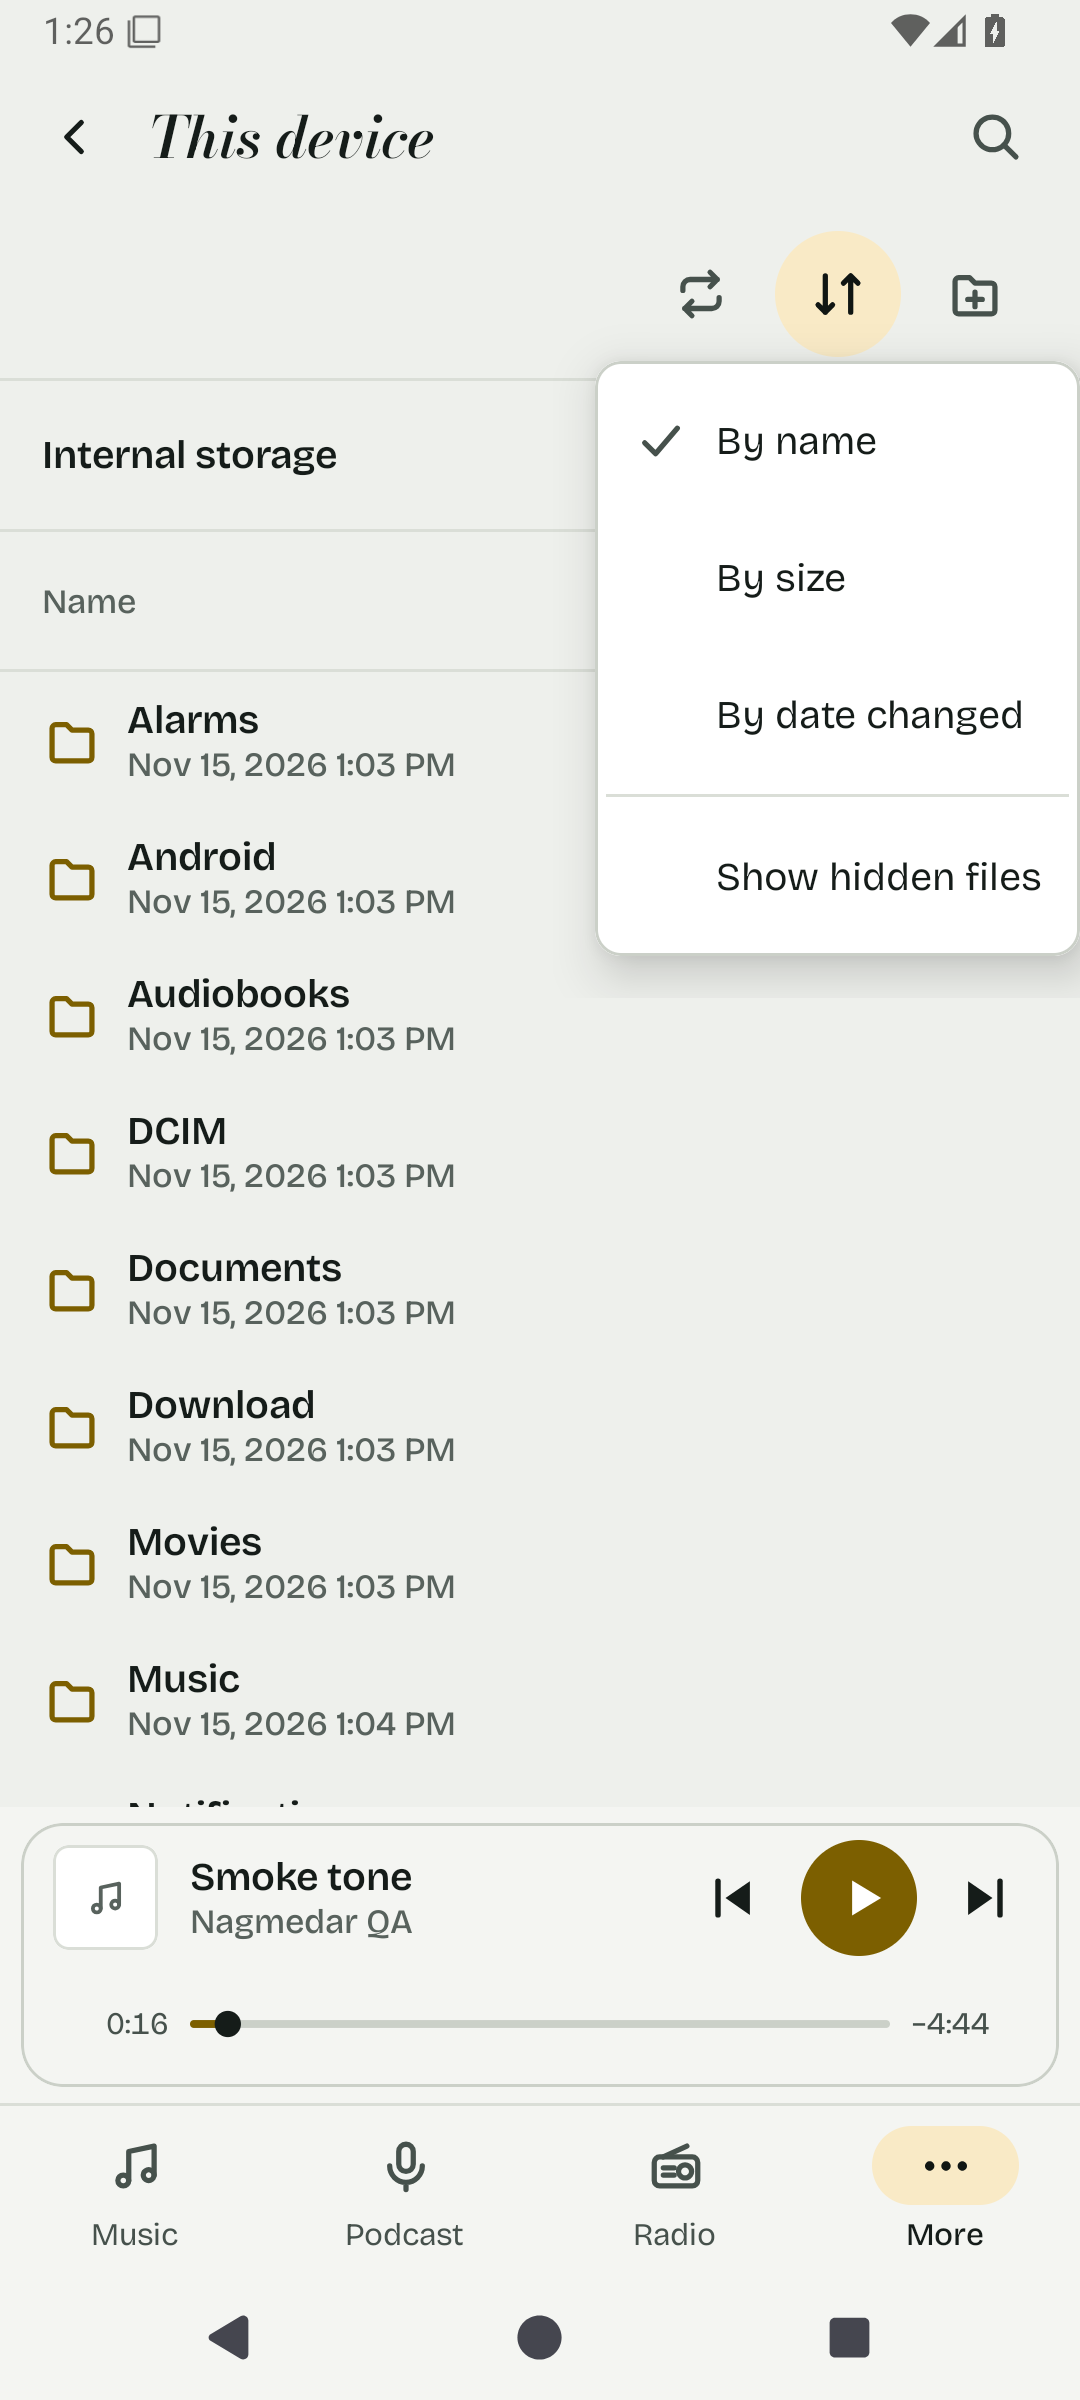 1:26
This device
By name
Internal storage
By size
Name
By date changed
Alarms
Nov 15, 2026 1:03 PM
Show hidden files
Android
Nov 15, 2026 1:03 PM
Audiobooks
Nov 15, 2026 1:03 PM
DCIM
Nov 15, 2026 1:03 PM
Documents
Nov 15, 2026 1:03 PM
Download
Nov 15, 2026 1:03 PM
Movies
Nov 15, 2026 1:03 PM
Music
Nov 15, 2026 1:04 PM
Smoke tone
Nagmedar QA
0:16
-4:44
Music
Podcast
Radio
More